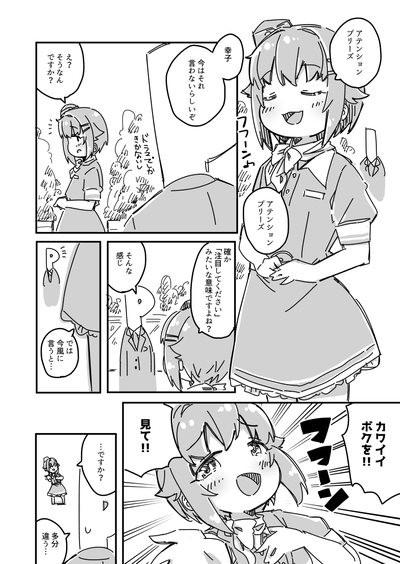 アテンション
プリーズ
フフーン♪
アテンション
プリーズ
幸子
今はそれ
言わないらしいぞ
え?
そうなん
ですか?
ドラえでか
きかない
確か
「注目してください」
みたいな意味ですよね?
そんな
感じ
では
今風に
言うと…
カワイイ
ボクを!!
フフーン
見て!!
…ですか?
多分
違う…